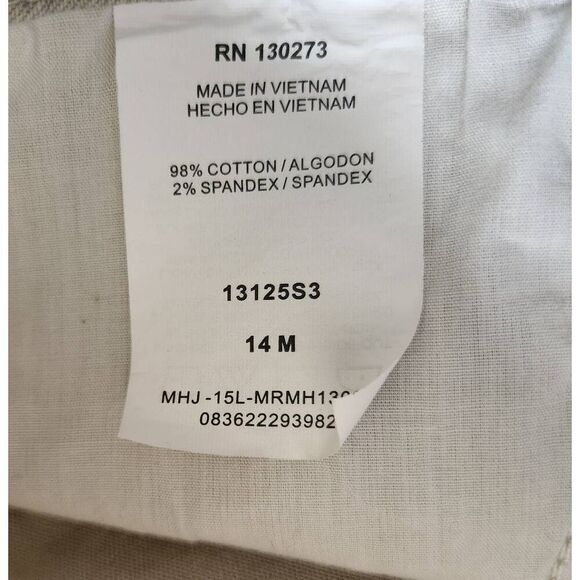 RN 130273
MADE IN VIETNAM
HECHO EN VIETNAM
98% COTTON / ALGODON
2% SPANDEX / SPANDEX
13125S3
14 M
083622293982